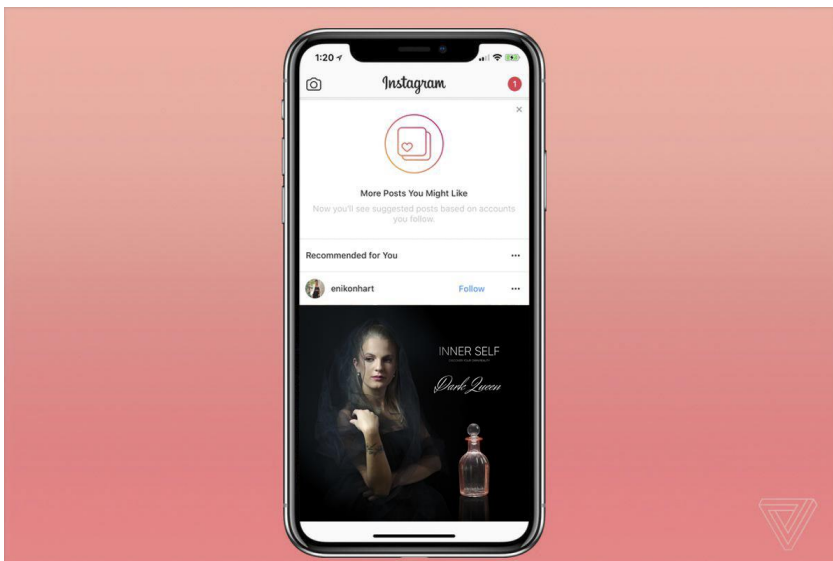 1:20
Instagram
1
×
More Posts You Might Like
Now you'll see suggested posts based on accounts
you follow.
Recommended for You
•••
enikonhart
Follow
•••
INNER SELF
Dark Queen